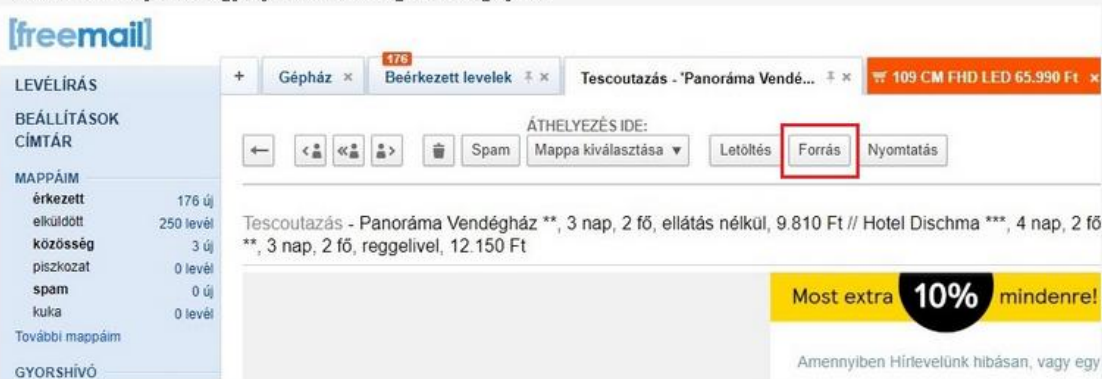 [freemail]
LEVÉLÍRÁS
BEÁLLÍTÁSOK
CÍMTÁR
MAPPÁIM
érkezett 176 új
elküldött 250 levél
közösség 3 új
piszkozat 0 levél
spam 0 új
kuka 0 levél
További mappáim
GYORSHÍVÓ
176
+ Gépház × Beérkezett levelek × Tescoutazás - 'Panoráma Vendé... × 109 CM FHD LED 65.990 Ft ×
ÁTHELYEZÉS IDE:
Spam Mappa kiválasztása ▼ Letöltés Forrás Nyomtatás
Tescoutazás - Panoráma Vendégház **, 3 nap, 2 fő, ellátás nélkül, 9.810 Ft // Hotel Dischma ***, 4 nap, 2 fő
**, 3 nap, 2 fő, reggelivel, 12.150 Ft
Most extra 10% mindenre!
Amennyiben Hírlevelünk hibásan, vagy egy